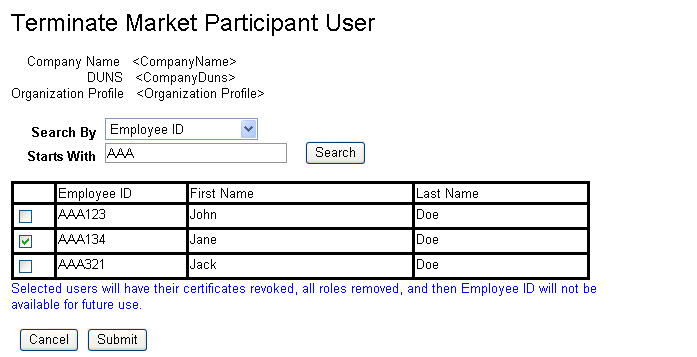 Terminate Market Participant User
Company Name <CompanyName>
DUNS <CompanyDuns>
Organization Profile <Organization Profile>
Search By Employee ID
Starts With AAA Search
Employee ID First Name Last Name
AAA123 John Doe
AAA134 Jane Doe
AAA321 Jack Doe
Selected users will have their certificates revoked, all roles removed, and then Employee ID will not be
available for future use.
Cancel Submit